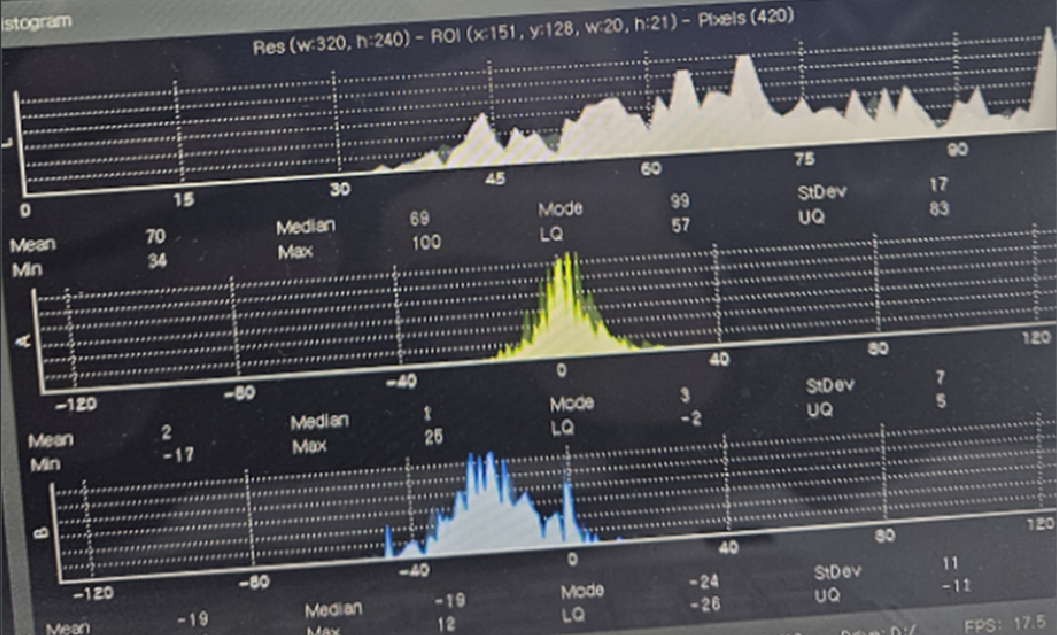 istogram
Res (w:320, h:240) - ROI (x:151, y:128, w:20, h:21) - Pixels (420)
L
0 15 30 45 60 75 90
Mean 70 Median 69 Mode 99 StDev 17
Min 34 Max 100 LQ 57 UQ 83
A
-120 -80 -40 0 40 80 120
Mean 2 Median 1 Mode 3 StDev 7
Min -17 Max 26 LQ -2 UQ 5
B
-120 -80 -40 0 40 80 120
Mean -19 Median -19 Mode -24 StDev 11
Max 12 LQ -26 UQ -11
FPS: 17.5